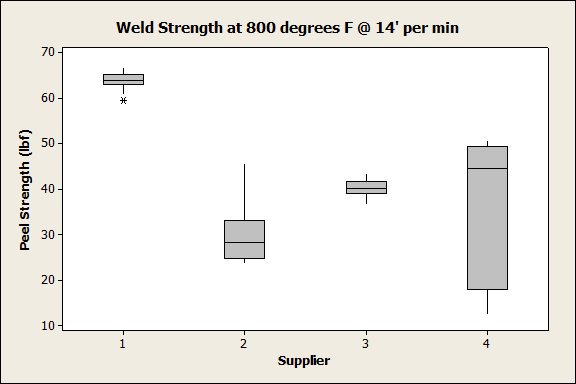 Weld Strength at 800 degrees F @ 14' per min
Peel Strength (lbf)
70
60
50
40
30
20
10
1 2 3 4
Supplier